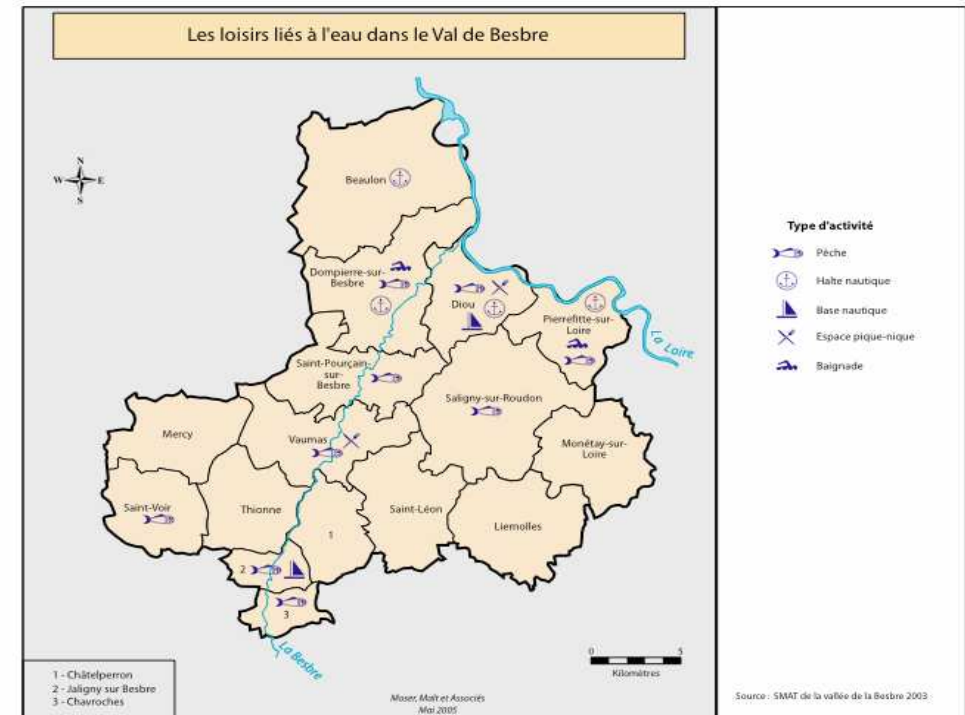 Les loisirs liés à l'eau dans le Val de Besbre
N
W E
S
Beaulon
Dompierre-sur-
Besbre
Diou
Pierrefitte-sur-
Loire
La Loire
Saint-Pourçain-
sur-
Besbre
Saligny-sur-Roudon
Mercy
Vaumas
Monétay-sur-
Loire
Saint-Voir
Thionne
Saint-Léon
Liernolles
1
2
3
La Besbre
Type d'activité
Pêche
Halte nautique
Base nautique
Espace pique-nique
Baignade
1 - Châtelperron
2 - Jaligny sur Besbre
3 - Chavroches
0 5
Kilomètres
Moser, Malt et Associés
Mai 2005
Source : SMAT de la vallée de la Besbre 2003